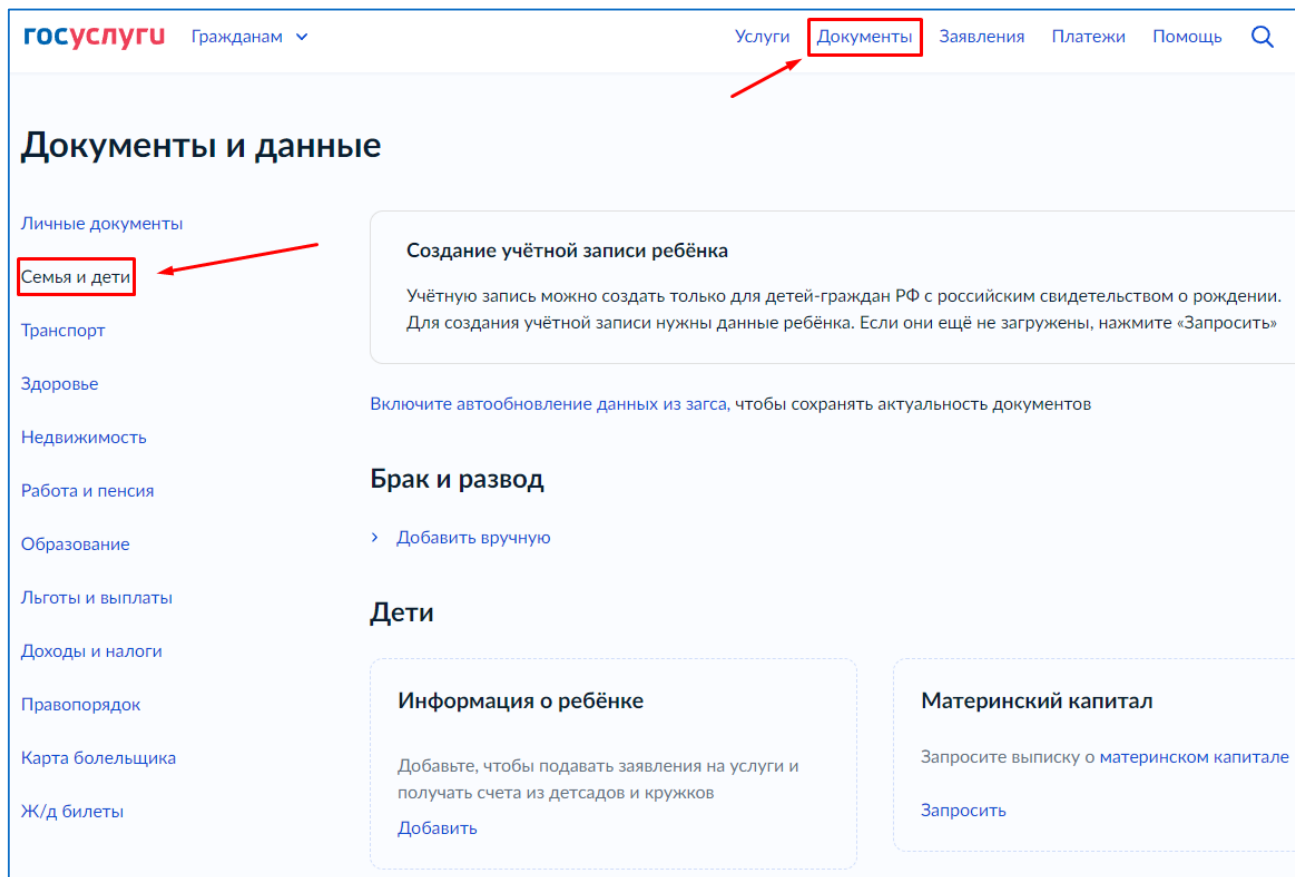 госуслуги Гражданам Услуги Документы Заявления Платежи Помощь
Документы и данные
Личные документы
Семья и дети
Транспорт
Здоровье
Недвижимость
Работа и пенсия
Образование
Льготы и выплаты
Доходы и налоги
Правопорядок
Карта болельщика
Ж/д билеты
Создание учётной записи ребёнка
Учётную запись можно создать только для детей-граждан РФ с российским свидетельством о рождении.
Для создания учётной записи нужны данные ребёнка. Если они ещё не загружены, нажмите «Запросить»
Включите автообновление данных из загса, чтобы сохранять актуальность документов
Брак и развод
Добавить вручную
Дети
Информация о ребёнке
Добавьте, чтобы подавать заявления на услуги и
получать счета из детсадов и кружков
Добавить
Материнский капитал
Запросите выписку о материнском капитале
Запросить